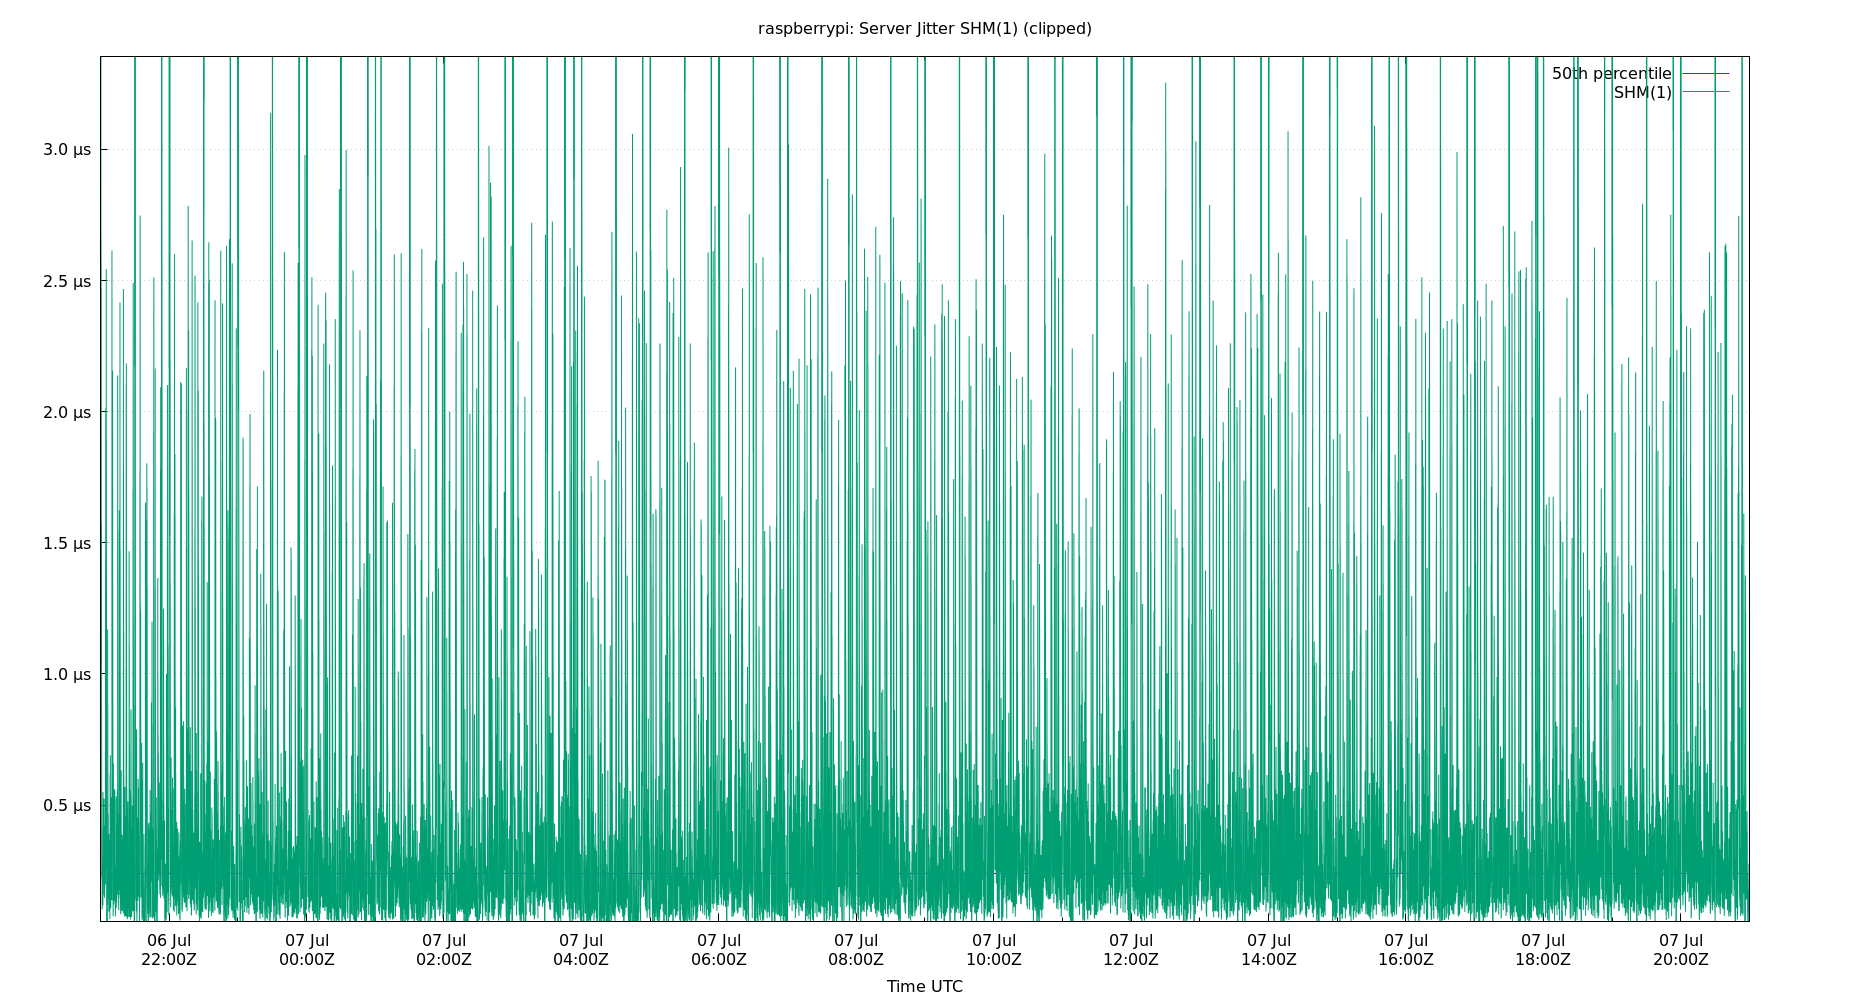 raspberrypi: Server Jitter SHM(1) (clipped)
50th percentile
SHM(1)
3.0 µs
2.5 µs
2.0 µs
1.5 µs
1.0 µs
0.5 µs
06 Jul 07 Jul 07 Jul 07 Jul 07 Jul 07 Jul 07 Jul 07 Jul 07 Jul 07 Jul 07 Jul 07 Jul
22:00Z 00:00Z 02:00Z 04:00Z 06:00Z 08:00Z 10:00Z 12:00Z 14:00Z 16:00Z 18:00Z 20:00Z
Time UTC